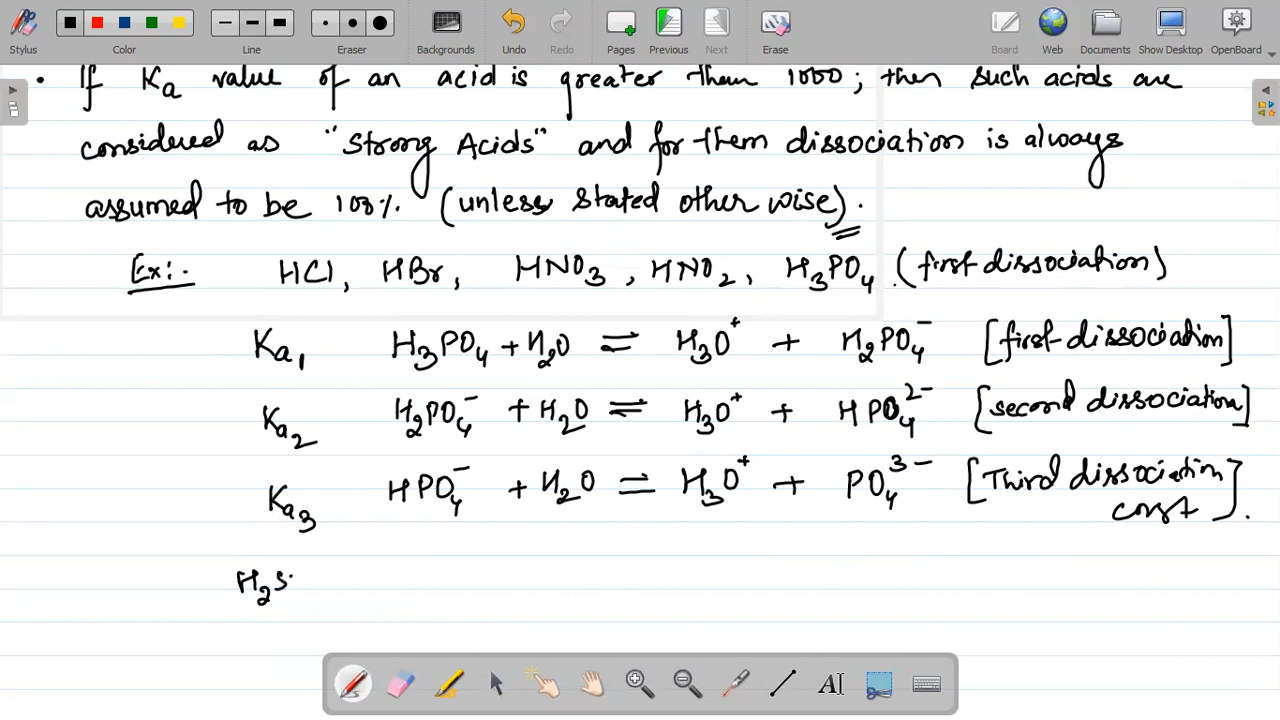 Stylus Color Line Eraser Backgrounds Undo Redo Pages Previous Next Erase Board Web Documents Show Desktop OpenBoard
• If Ka value of an acid is greater than 1000; then such acids are
considered as "Strong Acids" and for them dissociation is always
assumed to be 100%. (unless stated other wise).
Ex:- HCl, HBr, HNO3, HNO2, H3PO4. (first dissociation)
Ka1 H3PO4 + H2O ⇌ H3O+ + H2PO4− [first dissociation]
Ka2 H2PO4− + H2O ⇌ H3O+ + HPO4^2− [second dissociation]
Ka3 HPO4− + H2O ⇌ H3O+ + PO4^3− [Third dissociation
const].
H2S